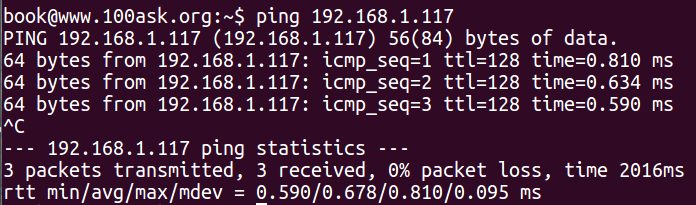 book@www.100ask.org:~$ ping 192.168.1.117
PING 192.168.1.117 (192.168.1.117) 56(84) bytes of data.
64 bytes from 192.168.1.117: icmp_seq=1 ttl=128 time=0.810 ms
64 bytes from 192.168.1.117: icmp_seq=2 ttl=128 time=0.634 ms
64 bytes from 192.168.1.117: icmp_seq=3 ttl=128 time=0.590 ms
^C
--- 192.168.1.117 ping statistics ---
3 packets transmitted, 3 received, 0% packet loss, time 2016ms
rtt min/avg/max/mdev = 0.590/0.678/0.810/0.095 ms